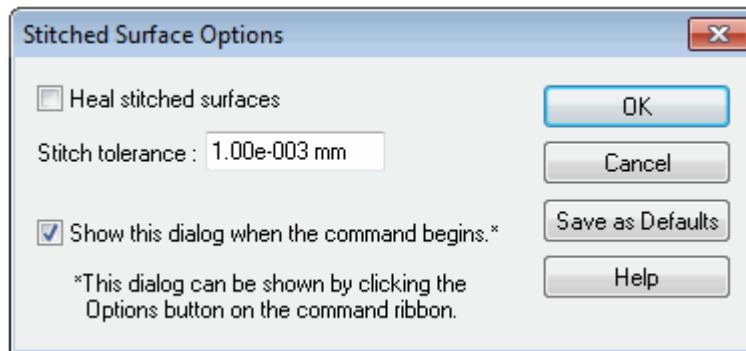 Stitched Surface Options
Heal stitched surfaces
OK
Stitch tolerance : 1.00e-003 mm
Cancel
Show this dialog when the command begins.*
Save as Defaults
*This dialog can be shown by clicking the
Options button on the command ribbon.
Help